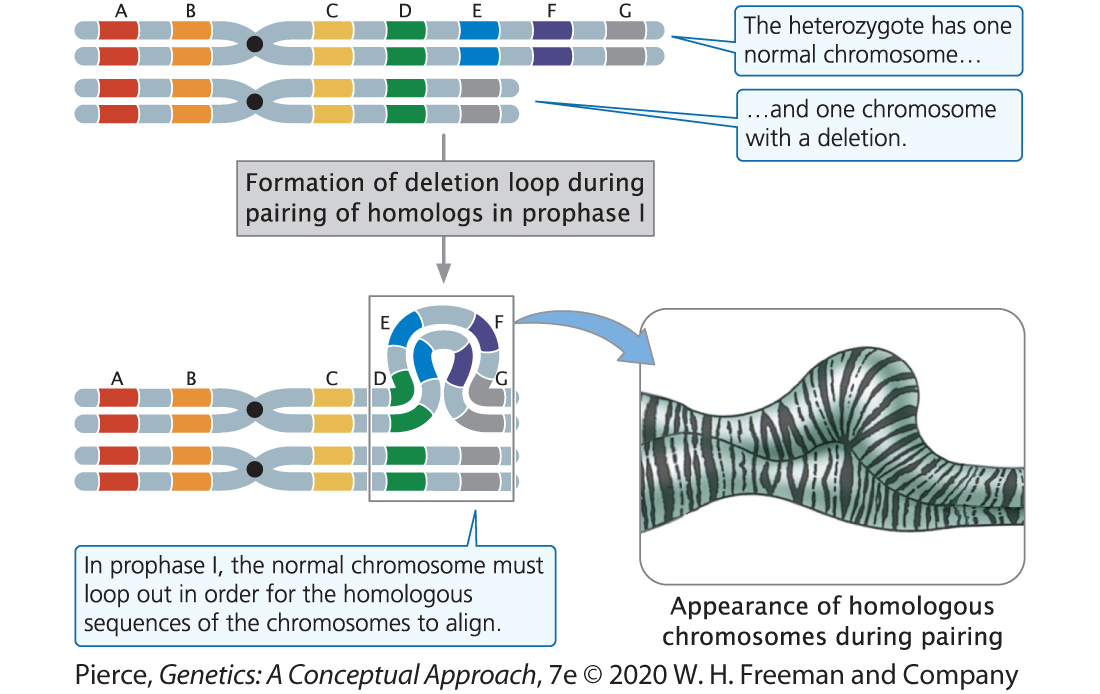 A B C D E F G
The heterozygote has one
normal chromosome…
…and one chromosome
with a deletion.
Formation of deletion loop during
pairing of homologs in prophase I
E F
A B C D G
In prophase I, the normal chromosome must
loop out in order for the homologous
sequences of the chromosomes to align.
Appearance of homologous
chromosomes during pairing
Pierce, Genetics: A Conceptual Approach, 7e © 2020 W. H. Freeman and Company